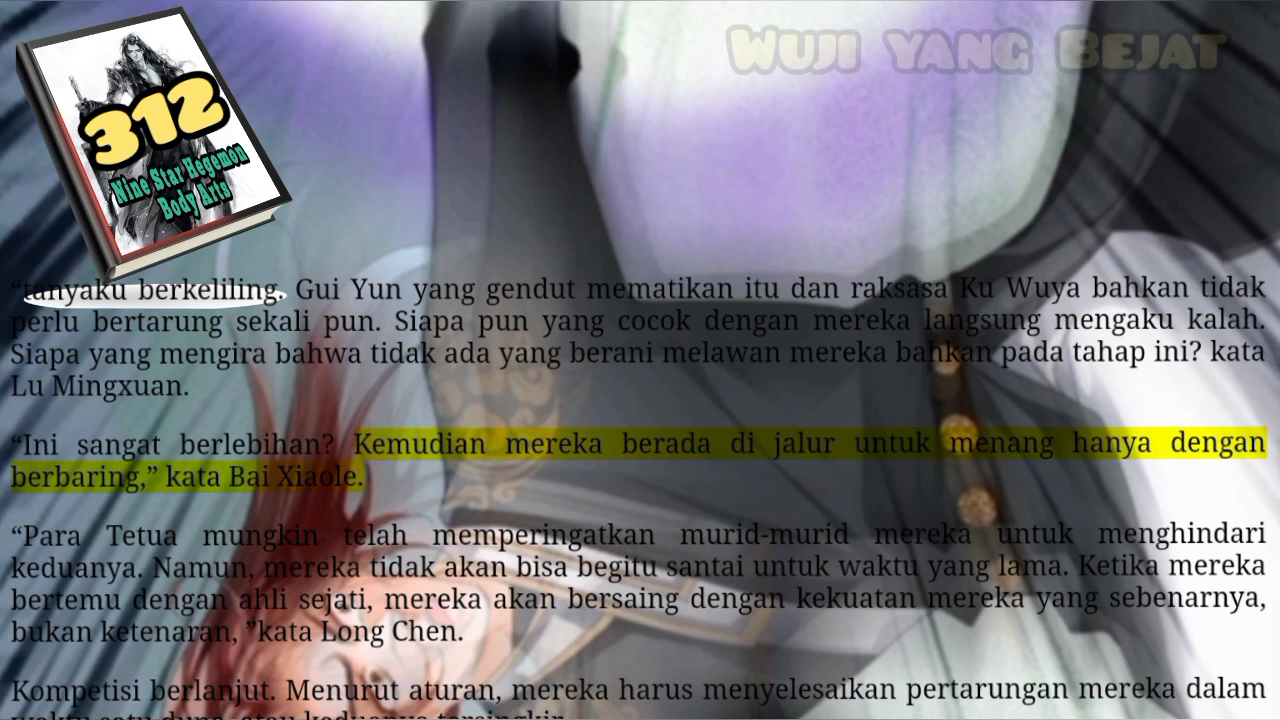 Wuji yang Bejat
312
Nine Star Hegemon
Body Arts
“tanyaku berkeliling. Gui Yun yang gendut mematikan itu dan raksasa Ku Wuya bahkan tidak
perlu bertarung sekali pun. Siapa pun yang cocok dengan mereka langsung mengaku kalah.
Siapa yang mengira bahwa tidak ada yang berani melawan mereka bahkan pada tahap ini? kata
Lu Mingxuan.
“Ini sangat berlebihan? Kemudian mereka berada di jalur untuk menang hanya dengan
berbaring,” kata Bai Xiaole.
“Para Tetua mungkin telah memperingatkan murid-murid mereka untuk menghindari
keduanya. Namun, mereka tidak akan bisa begitu santai untuk waktu yang lama. Ketika mereka
bertemu dengan ahli sejati, mereka akan bersaing dengan kekuatan mereka yang sebenarnya,
bukan ketenaran, ”kata Long Chen.
Kompetisi berlanjut. Menurut aturan, mereka harus menyelesaikan pertarungan mereka dalam